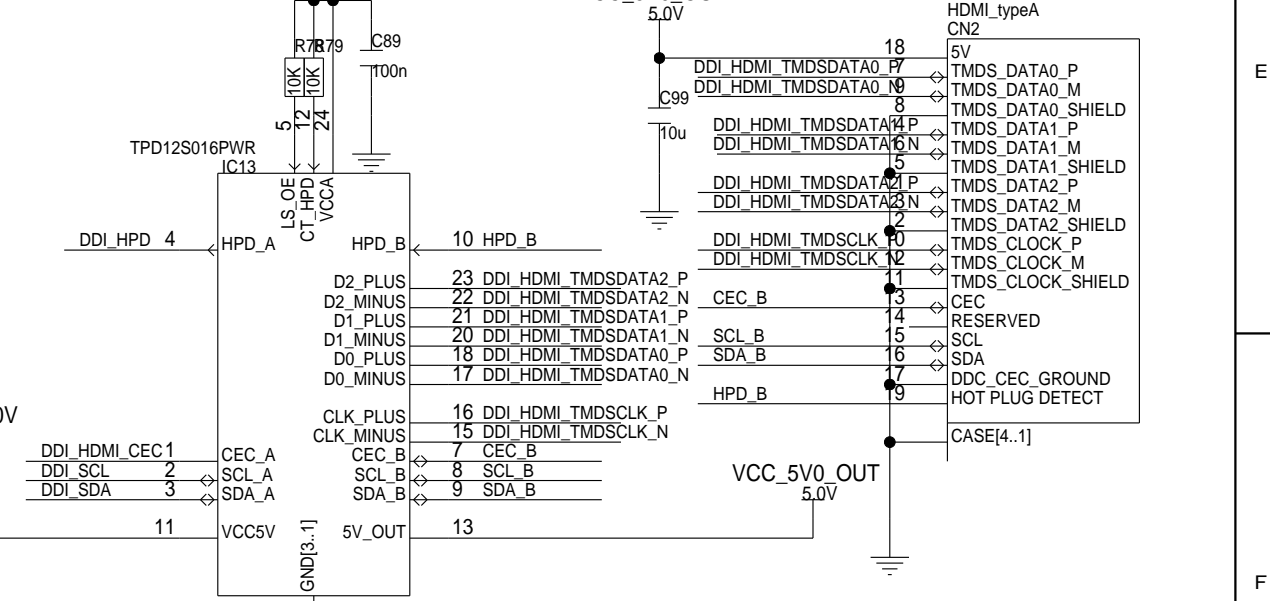 5.0V
HDMI_typeA
CN2
R78
R79
C89
100n
10K
10K
5
12
24
TPD12S016PWR
IC13
LS_OE
CT_HPD
VCCA
DDI_HPD 4 HPD_A
HPD_B 10 HPD_B
D2_PLUS 23 DDI_HDMI_TMDSDATA2_P
D2_MINUS 22 DDI_HDMI_TMDSDATA2_N
D1_PLUS 21 DDI_HDMI_TMDSDATA1_P
D1_MINUS 20 DDI_HDMI_TMDSDATA1_N
D0_PLUS 18 DDI_HDMI_TMDSDATA0_P
D0_MINUS 17 DDI_HDMI_TMDSDATA0_N
CLK_PLUS 16 DDI_HDMI_TMDSCLK_P
CLK_MINUS 15 DDI_HDMI_TMDSCLK_N
DDI_HDMI_CEC 1 CEC_A
CEC_B 7 CEC_B
DDI_SCL 2 SCL_A
SCL_B 8 SCL_B
DDI_SDA 3 SDA_A
SDA_B 9 SDA_B
11 VCC5V
5V_OUT 13
GND[3..1]
VCC_5V0_OUT
5.0V
C99
10u
18 5V
DDI_HDMI_TMDSDATA0_P 7 TMDS_DATA0_P
DDI_HDMI_TMDSDATA0_N 9 TMDS_DATA0_M
8 TMDS_DATA0_SHIELD
DDI_HDMI_TMDSDATA1_P 4 TMDS_DATA1_P
DDI_HDMI_TMDSDATA1_N 6 TMDS_DATA1_M
5 TMDS_DATA1_SHIELD
DDI_HDMI_TMDSDATA2_P 1 TMDS_DATA2_P
DDI_HDMI_TMDSDATA2_N 3 TMDS_DATA2_M
2 TMDS_DATA2_SHIELD
DDI_HDMI_TMDSCLK_P 10 TMDS_CLOCK_P
DDI_HDMI_TMDSCLK_N 12 TMDS_CLOCK_M
11 TMDS_CLOCK_SHIELD
CEC_B 13 CEC
14 RESERVED
SCL_B 15 SCL
SDA_B 16 SDA
17 DDC_CEC_GROUND
HPD_B 19 HOT PLUG DETECT
CASE[4..1]
E
F